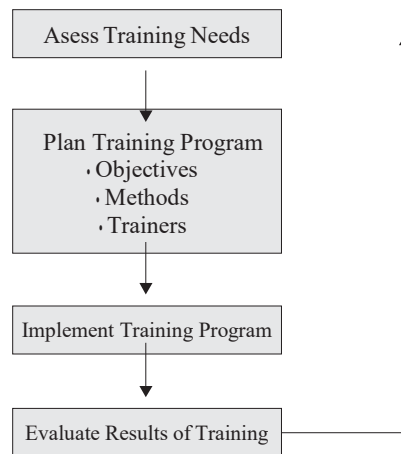 Asess Training Needs
Plan Training Program
• Objectives
• Methods
• Trainers
Implement Training Program
Evaluate Results of Training